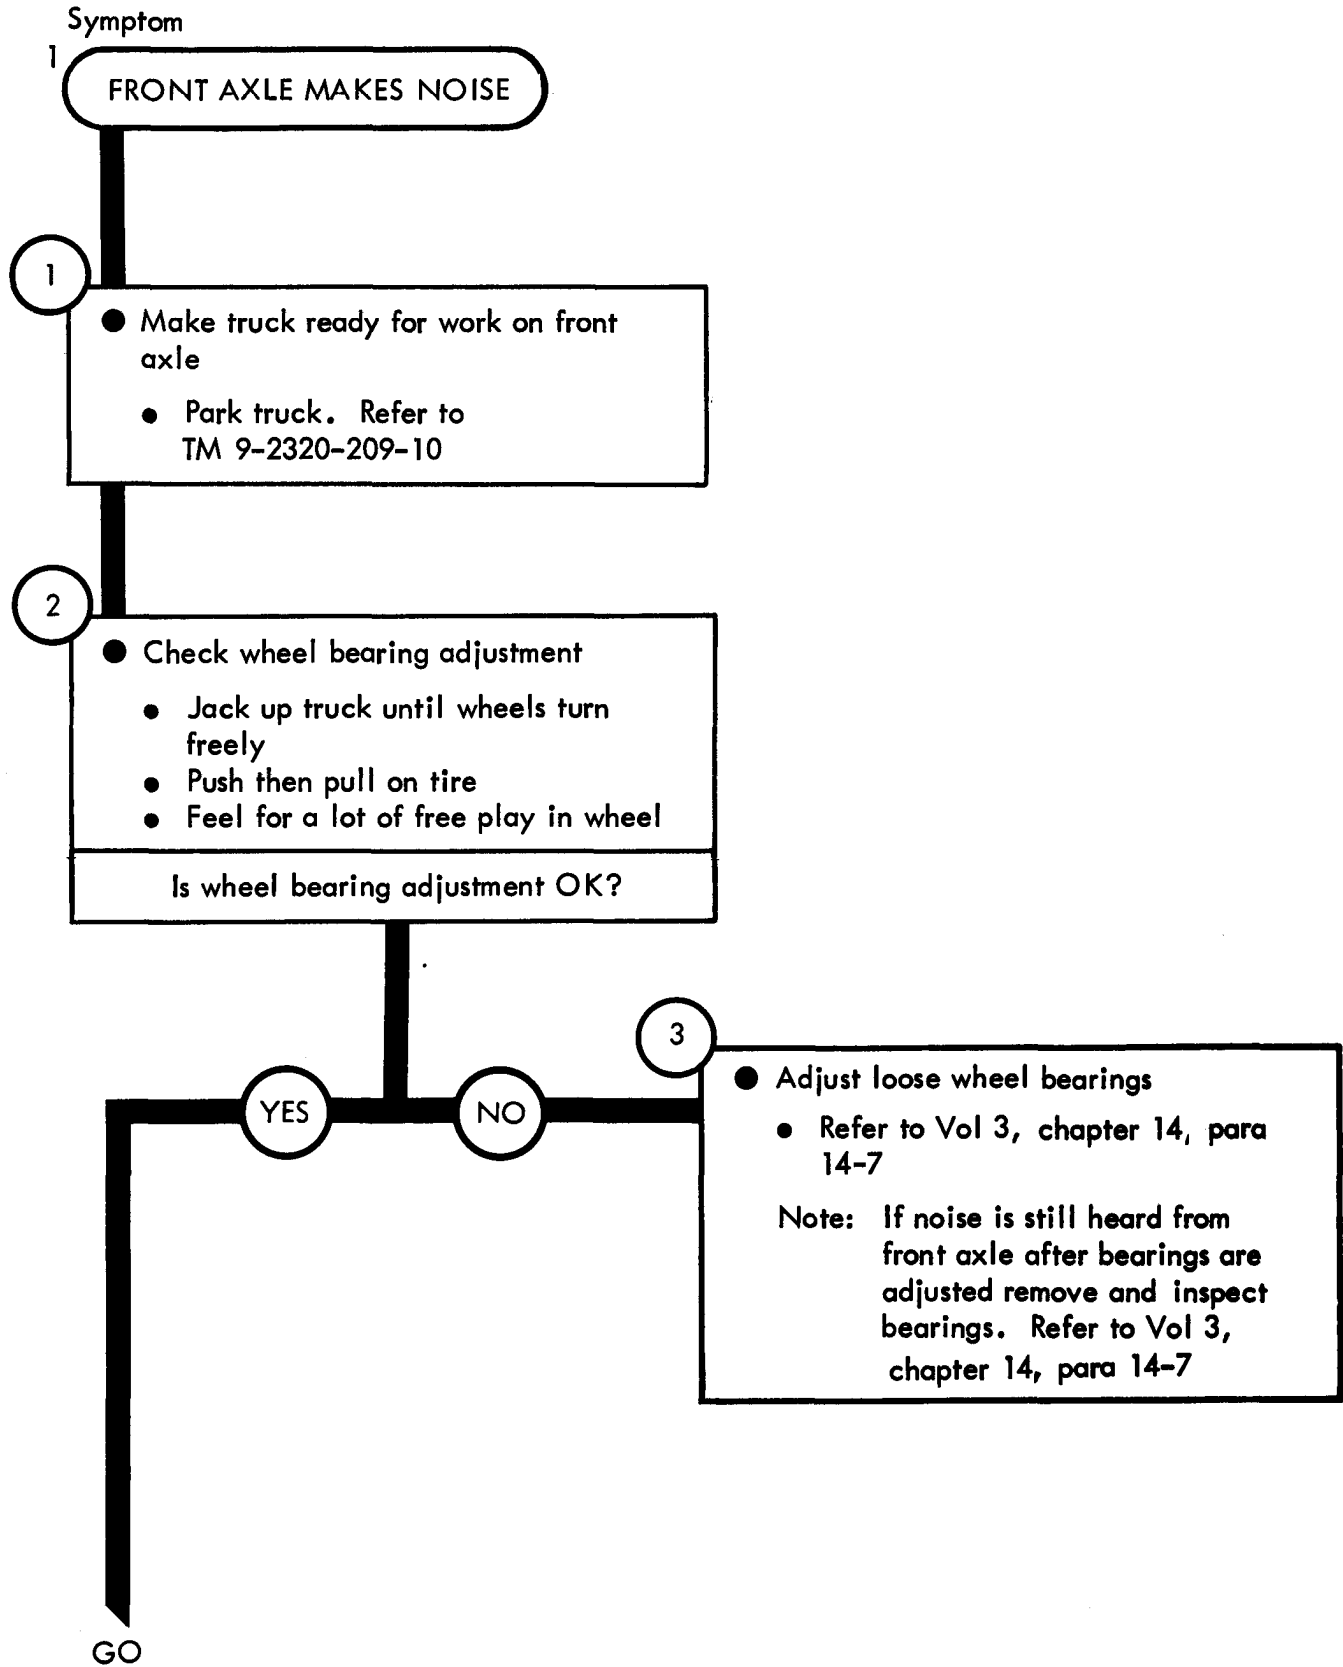 Symptom
1
FRONT AXLE MAKES NOISE
1
● Make truck ready for work on front
axle
● Park truck. Refer to
TM 9-2320-209-10
2
● Check wheel bearing adjustment
● Jack up truck until wheels turn
freely
● Push then pull on tire
● Feel for a lot of free play in wheel
Is wheel bearing adjustment OK?
YES
NO
3
● Adjust loose wheel bearings
● Refer to Vol 3, chapter 14, para
14-7
Note: If noise is still heard from
front axle after bearings are
adjusted remove and inspect
bearings. Refer to Vol 3,
chapter 14, para 14-7
GO